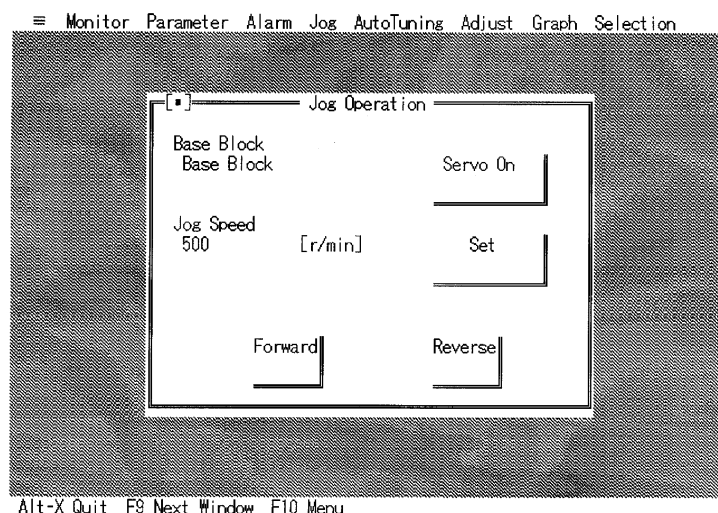 ≡ Monitor Parameter Alarm Jog AutoTuning Adjust Graph Selection
[▪] Jog Operation
Base Block
Base Block Servo On
Jog Speed
500 [r/min] Set
Forward Reverse
Alt-X Quit F9 Next Window F10 Menu